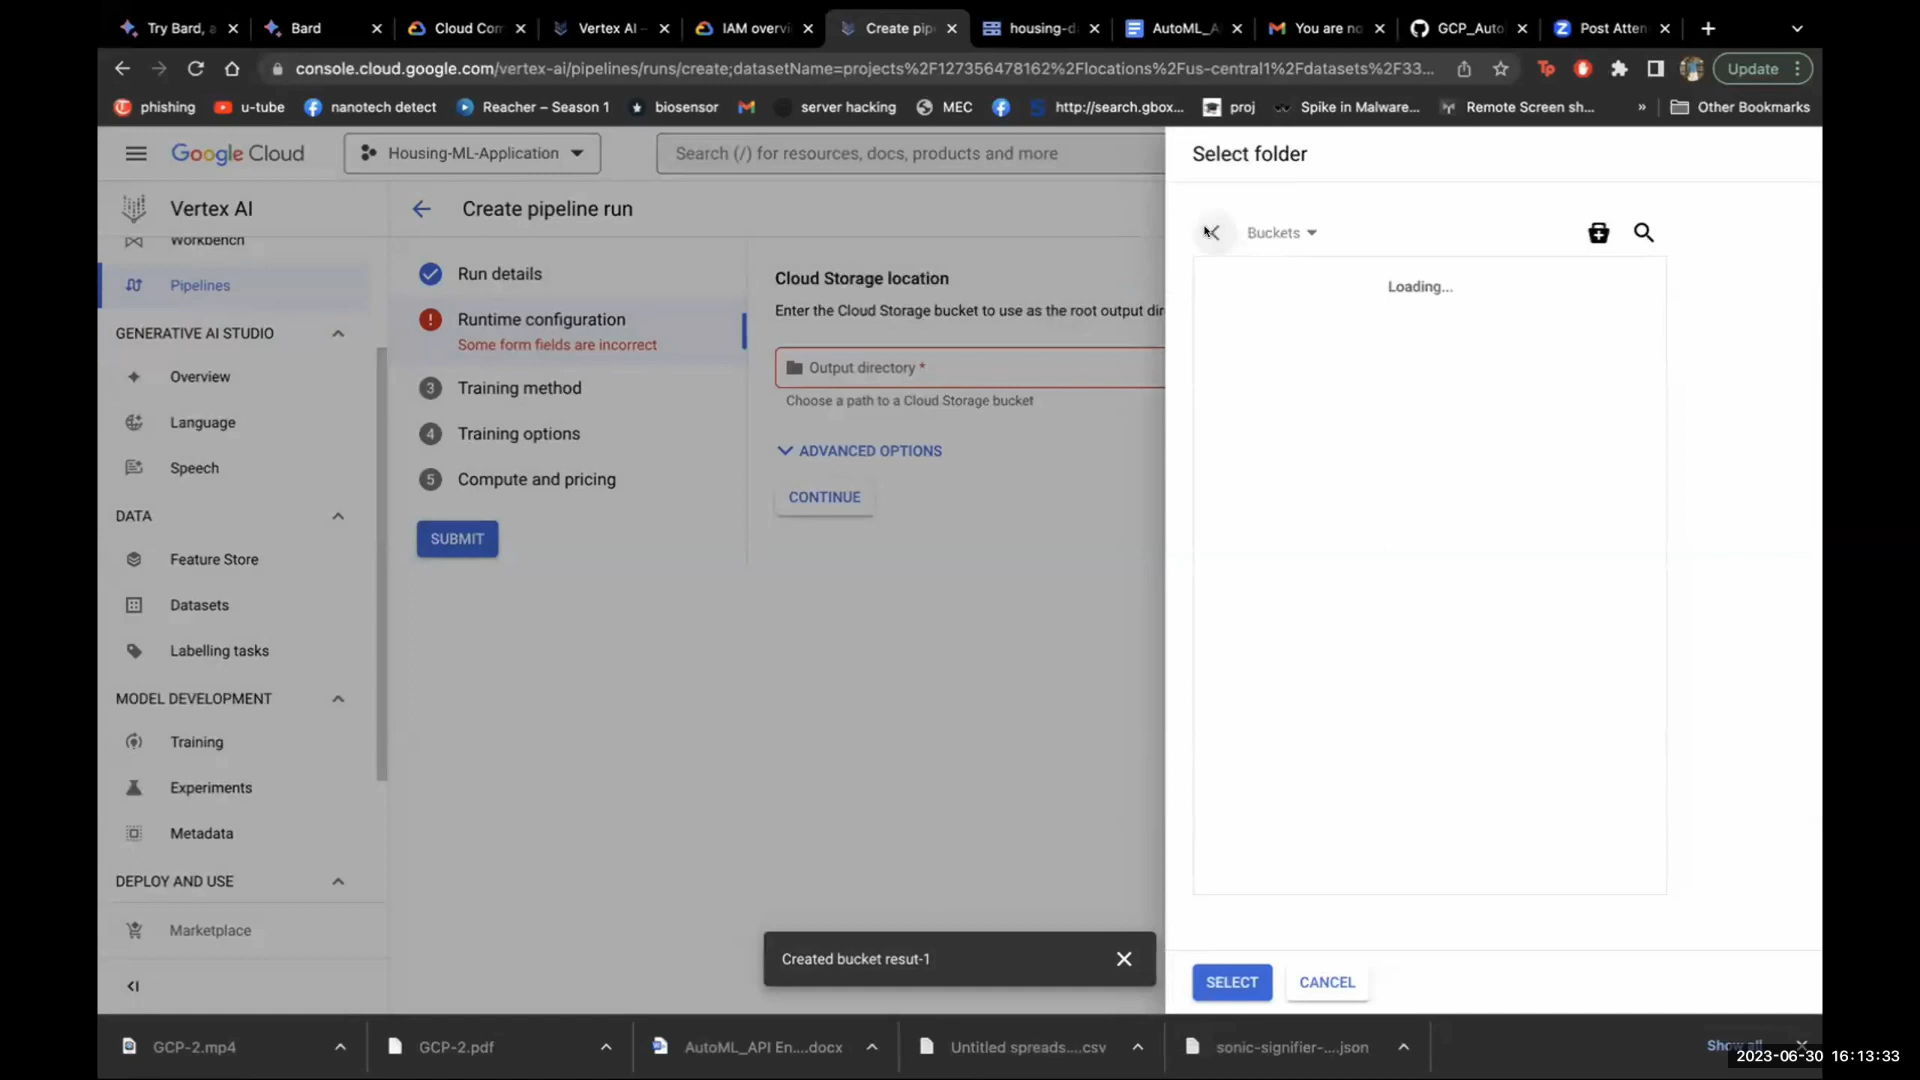 Try Bard, a
Bard
Cloud Com
Vertex AI –
IAM overvi
Create pip
housing-d
AutoML_A
You are no
GCP_Auto
Post Atten
console.cloud.google.com/vertex-ai/pipelines/runs/create;datasetName=projects%2F127356478162%2Flocations%2Fus-central1%2Fdatasets%2F33...
Update
phishing
u-tube
nanotech detect
Reacher – Season 1
biosensor
server hacking
MEC
http://search.gbox...
proj
Spike in Malware...
Remote Screen sh...
»
Other Bookmarks
Google Cloud
Housing-ML-Application
Search (/) for resources, docs, products and more
Select folder
Vertex AI
Create pipeline run
Workbench
Pipelines
GENERATIVE AI STUDIO
Overview
Language
Speech
DATA
Feature Store
Datasets
Labelling tasks
MODEL DEVELOPMENT
Training
Experiments
Metadata
DEPLOY AND USE
Marketplace
Run details
Runtime configuration
Some form fields are incorrect
3 Training method
4 Training options
5 Compute and pricing
SUBMIT
Cloud Storage location
Enter the Cloud Storage bucket to use as the root output dir
Output directory *
Choose a path to a Cloud Storage bucket
ADVANCED OPTIONS
CONTINUE
Buckets
Loading...
Created bucket resut-1
SELECT
CANCEL
GCP-2.mp4
GCP-2.pdf
AutoML_API En....docx
Untitled spreads....csv
sonic-signifier-....json
Show all
2023-06-30 16:13:33